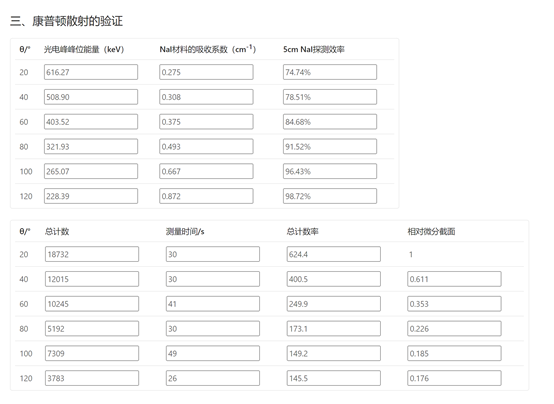 三、康普顿散射的验证
θ/° 光电峰峰位能量（keV） NaI材料的吸收系数（cm-1） 5cm NaI探测效率
20 616.27 0.275 74.74%
40 508.90 0.308 78.51%
60 403.52 0.375 84.68%
80 321.93 0.493 91.52%
100 265.07 0.667 96.43%
120 228.39 0.872 98.72%
θ/° 总计数 测量时间/s 总计数率 相对微分截面
20 18732 30 624.4 1
40 12015 30 400.5 0.611
60 10245 41 249.9 0.353
80 5192 30 173.1 0.226
100 7309 49 149.2 0.185
120 3783 26 145.5 0.176